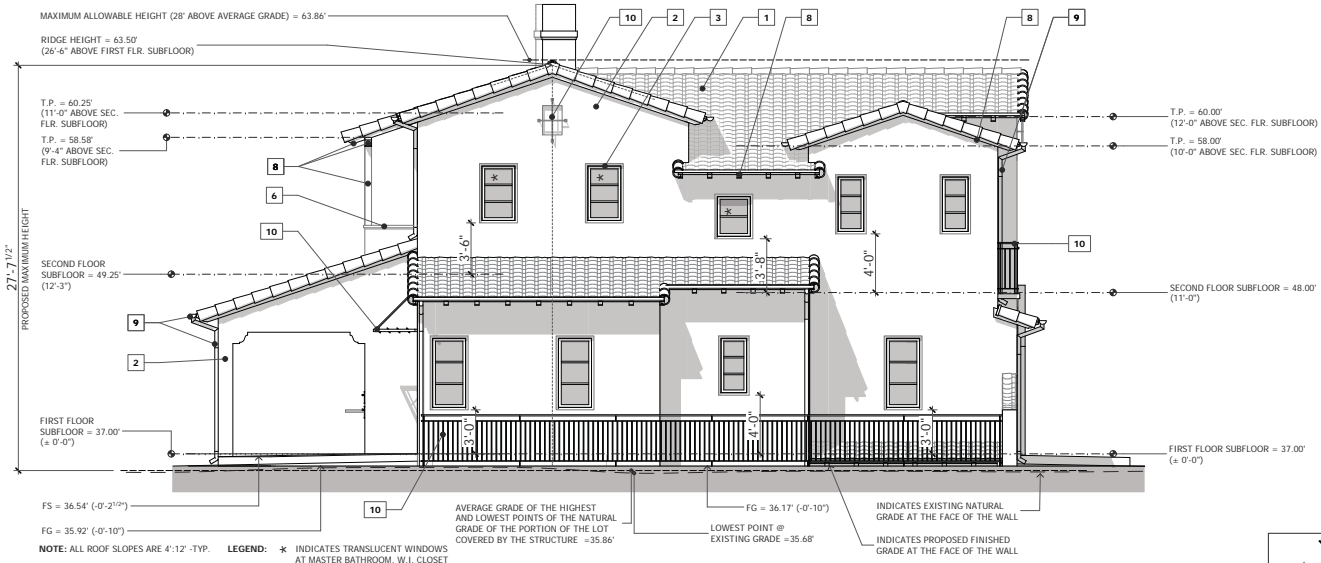 MAXIMUM ALLOWABLE HEIGHT (28' ABOVE AVERAGE GRADE) = 63.86'
10
2
3
1
8
8
9
RIDGE HEIGHT = 63.50'
(26'-6" ABOVE FIRST FLR. SUBFLOOR)
T.P. = 60.25'
(11'-0" ABOVE SEC.
FLR. SUBFLOOR)
T.P. = 58.58'
(9'-4" ABOVE SEC.
FLR. SUBFLOOR)
T.P. = 60.00'
(12'-0" ABOVE SEC. FLR. SUBFLOOR)
T.P. = 58.00'
(10'-0" ABOVE SEC. FLR. SUBFLOOR)
8
6
10
10
27'-7 1/2"
PROPOSED MAXIMUM HEIGHT
3'-6"
3'-8"
4'-0"
SECOND FLOOR
SUBFLOOR = 49.25'
(12'-3")
SECOND FLOOR SUBFLOOR = 48.00'
(11'-0")
9
2
FIRST FLOOR
SUBFLOOR = 37.00'
(± 0'-0")
3'-0"
4'-0"
3'-0"
FIRST FLOOR SUBFLOOR = 37.00'
(± 0'-0")
FS = 36.54' (-0'-2 1/2")
FG = 35.92' (-0'-10")
10
AVERAGE GRADE OF THE HIGHEST
AND LOWEST POINTS OF THE NATURAL
GRADE OF THE PORTION OF THE LOT
COVERED BY THE STRUCTURE =35.86'
FG = 36.17' (-0'-10")
LOWEST POINT @
EXISTING GRADE =35.68'
INDICATES EXISTING NATURAL
GRADE AT THE FACE OF THE WALL
INDICATES PROPOSED FINISHED
GRADE AT THE FACE OF THE WALL
NOTE: ALL ROOF SLOPES ARE 4':12' -TYP.
LEGEND: * INDICATES TRANSLUCENT WINDOWS
AT MASTER BATHROOM, W.I. CLOSET